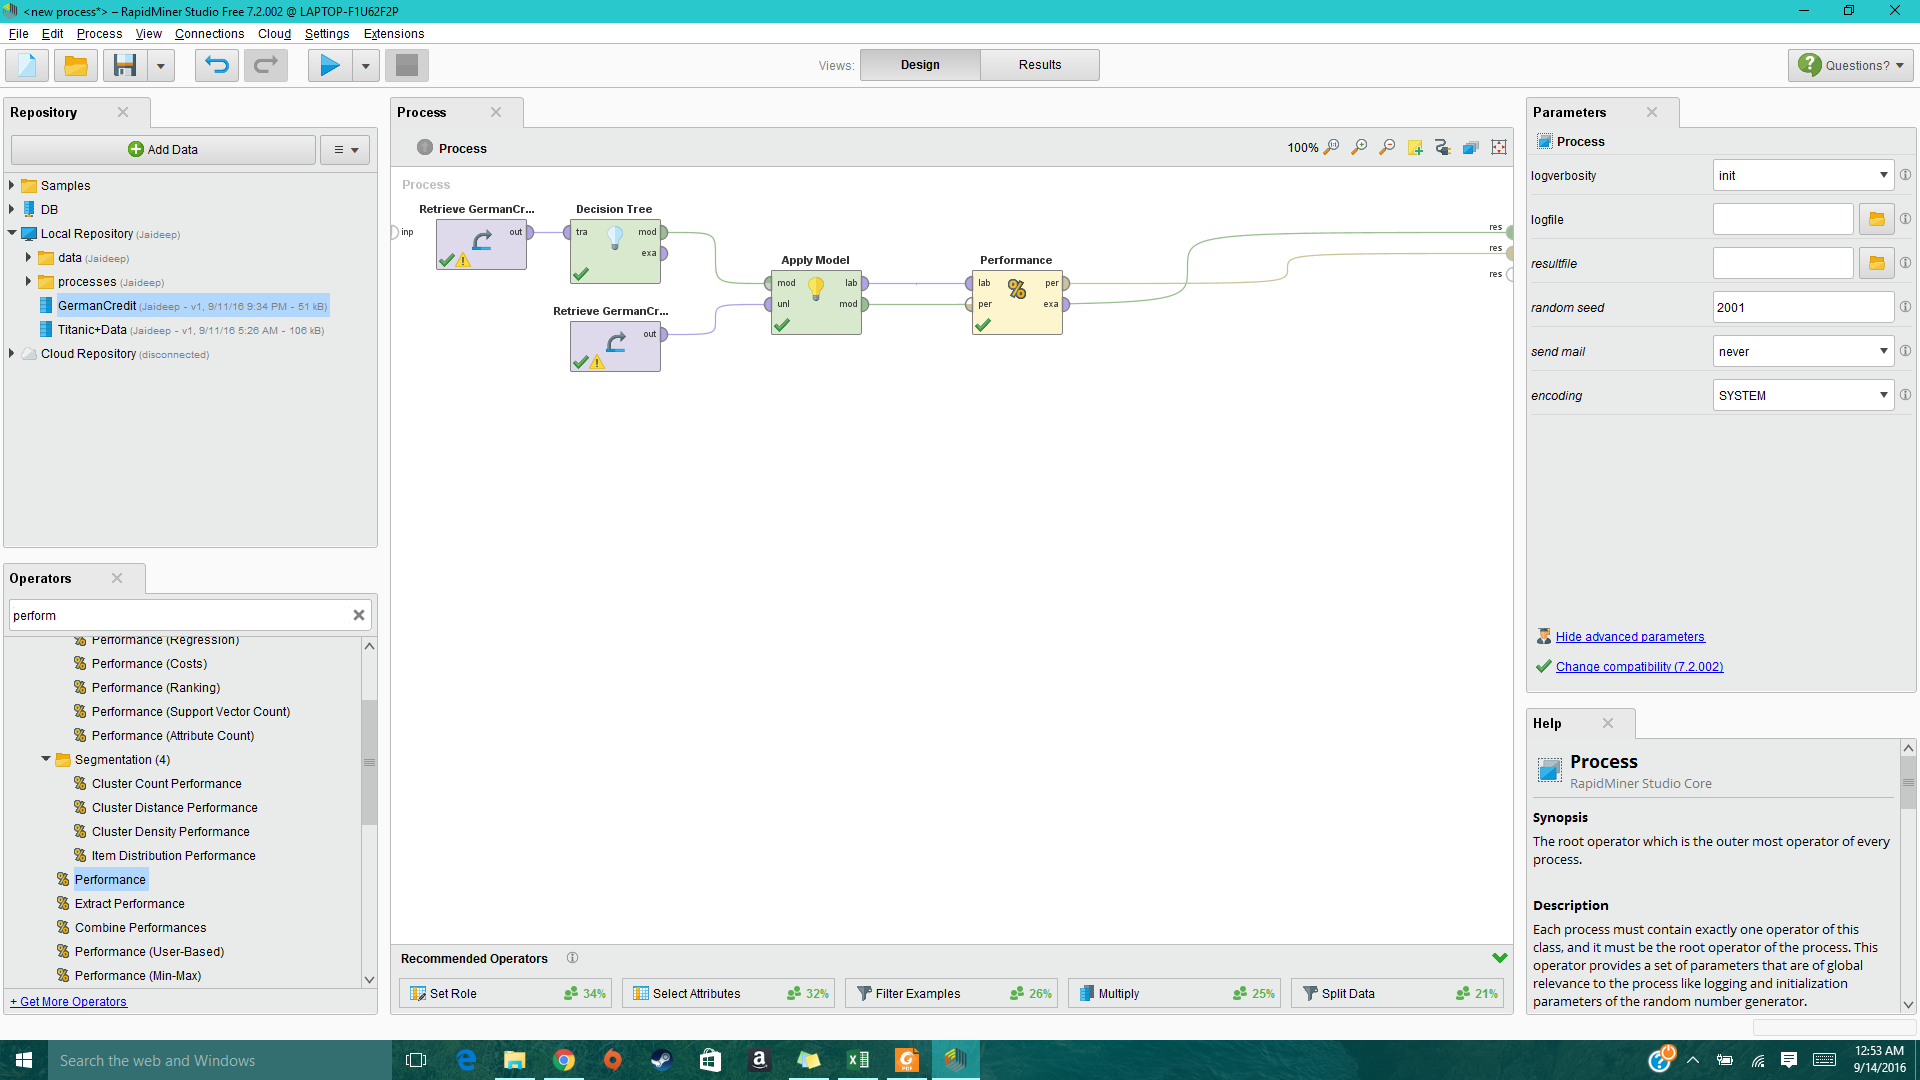 <new process*> – RapidMiner Studio Free 7.2.002 @ LAPTOP-F1U62F2P
File Edit Process View Connections Cloud Settings Extensions
Views: Design Results
Questions?
Repository
Add Data
Samples
DB
Local Repository (Jaideep)
data (Jaideep)
processes (Jaideep)
GermanCredit (Jaideep - v1, 9/11/16 9:34 PM - 51 kB)
Titanic+Data (Jaideep - v1, 9/11/16 5:26 AM - 106 kB)
Cloud Repository (disconnected)
Operators
perform
Performance (Regression)
Performance (Costs)
Performance (Ranking)
Performance (Support Vector Count)
Performance (Attribute Count)
Segmentation (4)
Cluster Count Performance
Cluster Distance Performance
Cluster Density Performance
Item Distribution Performance
Performance
Extract Performance
Combine Performances
Performance (User-Based)
Performance (Min-Max)
+ Get More Operators
Process
Process
100%
Process
inp
Retrieve GermanCr...
out
Decision Tree
tra mod
exa
Retrieve GermanCr...
out
Apply Model
mod lab
unl mod
Performance
lab per
per exa
res
res
res
Recommended Operators
Set Role 34%
Select Attributes 32%
Filter Examples 26%
Multiply 25%
Split Data 21%
Parameters
Process
logverbosity init
logfile
resultfile
random seed 2001
send mail never
encoding SYSTEM
Hide advanced parameters
Change compatibility (7.2.002)
Help
Process
RapidMiner Studio Core
Synopsis
The root operator which is the outer most operator of every
process.
Description
Each process must contain exactly one operator of this
class, and it must be the root operator of the process. This
operator provides a set of parameters that are of global
relevance to the process like logging and initialization
parameters of the random number generator.
Search the web and Windows
12:53 AM
9/14/2016